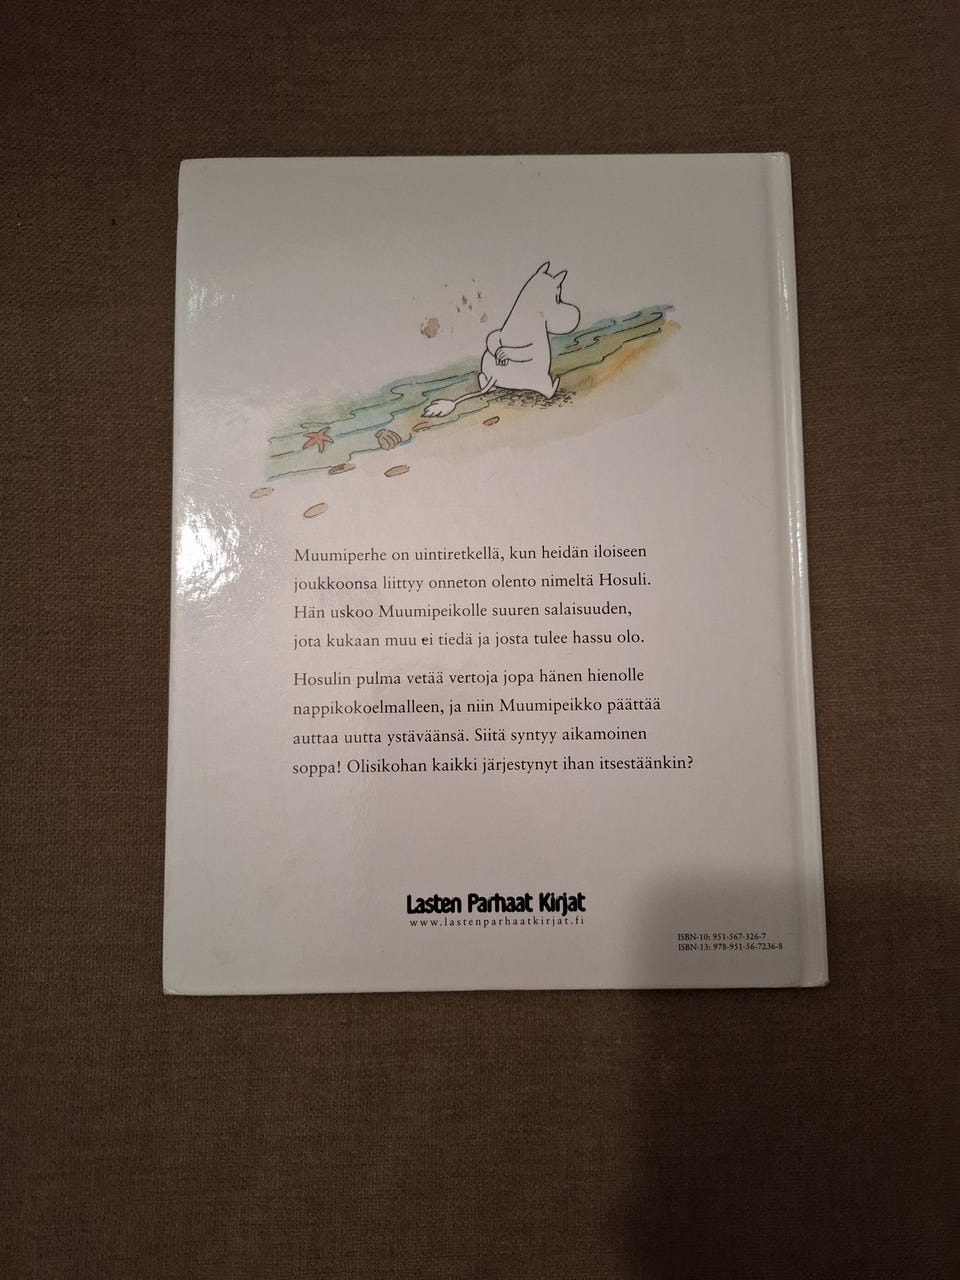 Muumiperhe on uintiretkellä, kun heidän iloiseen
joukkoonsa liittyy onneton olento nimeltä Hosuli.
Hän uskoo Muumipeikolle suuren salaisuuden,
jota kukaan muu ei tiedä ja josta tulee hassu olo.
Hosulin pulma vetää vertoja jopa hänen hienolle
nappikokoelmalleen, ja niin Muumipeikko päättää
auttaa uutta ystäväänsä. Siitä syntyy aikamoinen
soppa! Olisikohan kaikki järjestynyt ihan itsestäänkin?
Lasten Parhaat Kirjat
www.lastenparhaatkirjat.fi
ISBN-10: 951-567-326-7
ISBN-13: 978-951-56-7236-8